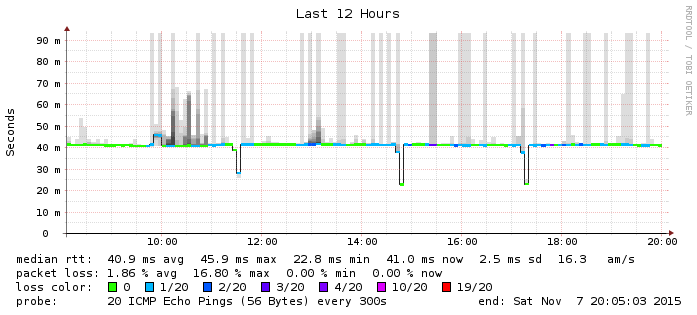 Last 12 Hours
RRDTOOL / TOBI OETIKER
Seconds
90 m
80 m
70 m
60 m
50 m
40 m
30 m
20 m
10 m
0
10:00 12:00 14:00 16:00 18:00 20:00
median rtt: 40.9 ms avg 45.9 ms max 22.8 ms min 41.0 ms now 2.5 ms sd 16.3 am/s
packet loss: 1.86 % avg 16.80 % max 0.00 % min 0.00 % now
loss color: 0 1/20 2/20 3/20 4/20 10/20 19/20
probe: 20 ICMP Echo Pings (56 Bytes) every 300s end: Sat Nov 7 20:05:03 2015